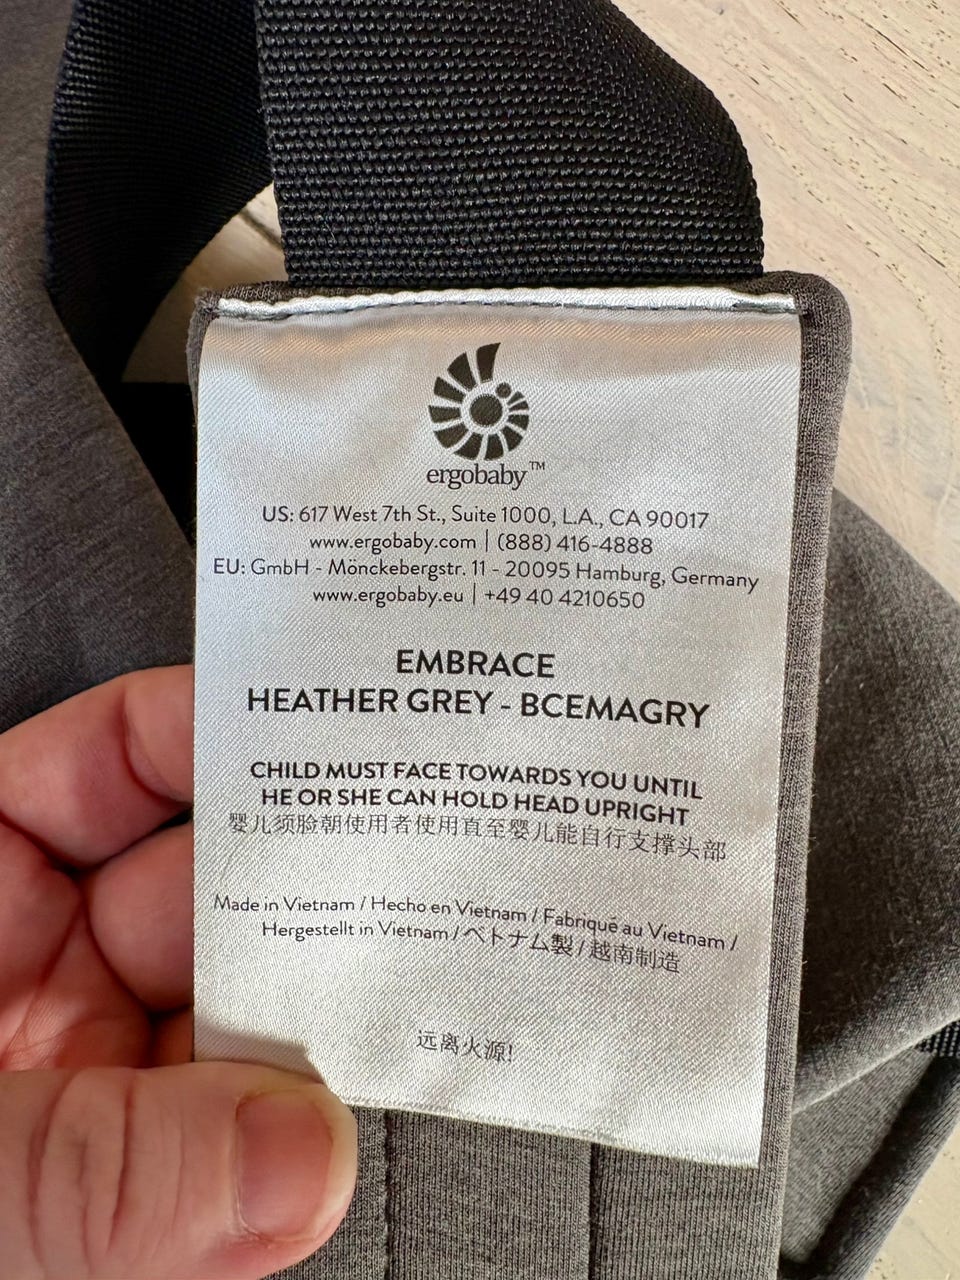 ergobaby™
US: 617 West 7th St., Suite 1000, L.A., CA 90017
www.ergobaby.com | (888) 416-4888
EU: GmbH - Mönckebergstr. 11 - 20095 Hamburg, Germany
www.ergobaby.eu | +49 40 4210650
EMBRACE
HEATHER GREY - BCEMAGRY
CHILD MUST FACE TOWARDS YOU UNTIL
HE OR SHE CAN HOLD HEAD UPRIGHT
婴儿须脸朝使用者使用直至婴儿能自行支撑头部
Made in Vietnam / Hecho en Vietnam / Fabriqué au Vietnam /
Hergestellt in Vietnam / ベトナム製 / 越南制造
远离火源!